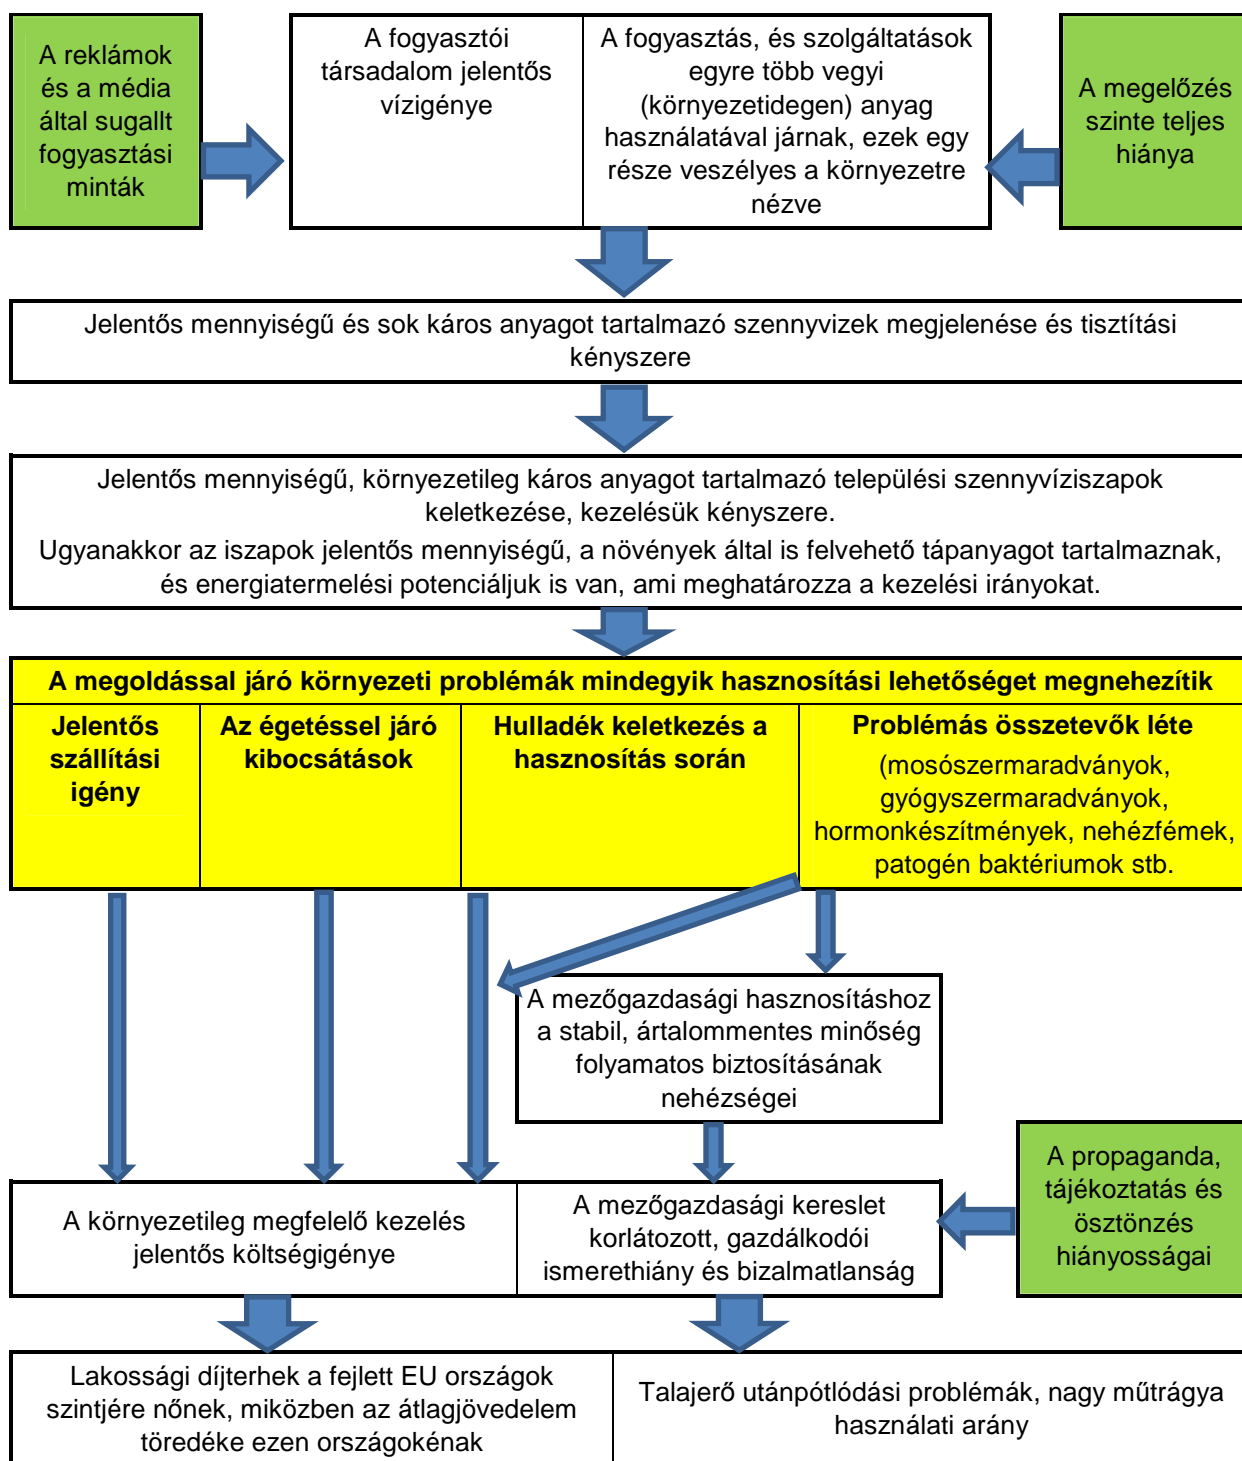 A reklámok
és a média
által sugallt
fogyasztási
minták
A fogyasztói
társadalom jelentős
vízigénye
A fogyasztás, és szolgáltatások
egyre több vegyi
(környezetidegen) anyag
használatával járnak, ezek egy
része veszélyes a környezetre
nézve
A megelőzés
szinte teljes
hiánya
Jelentős mennyiségű és sok káros anyagot tartalmazó szennyvizek megjelenése és tisztítási
kényszere
Jelentős mennyiségű, környezetileg káros anyagot tartalmazó települési szennyvíziszapok
keletkezése, kezelésük kényszere.
Ugyanakkor az iszapok jelentős mennyiségű, a növények által is felvehető tápanyagot tartalmaznak,
és energiatermelési potenciáljuk is van, ami meghatározza a kezelési irányokat.
A megoldással járó környezeti problémák mindegyik hasznosítási lehetőséget megnehezítik
Jelentős
szállítási
igény
Az égetéssel járó
kibocsátások
Hulladék keletkezés a
hasznosítás során
Problémás összetevők léte
(mosószermaradványok,
gyógyszermaradványok,
hormonkészítmények, nehézfémek,
patogén baktériumok stb.
A mezőgazdasági hasznosításhoz
a stabil, ártalommentes minőség
folyamatos biztosításának
nehézségei
A propaganda,
tájékoztatás és
ösztönzés
hiányosságai
A környezetileg megfelelő kezelés
jelentős költségigénye
A mezőgazdasági kereslet
korlátozott, gazdálkodói
ismerethiány és bizalmatlanság
Lakossági díjterhek a fejlett EU országok
szintjére nőnek, miközben az átlagjövedelem
töredéke ezen országokénak
Talajerő utánpótlódási problémák, nagy műtrágya
használati arány